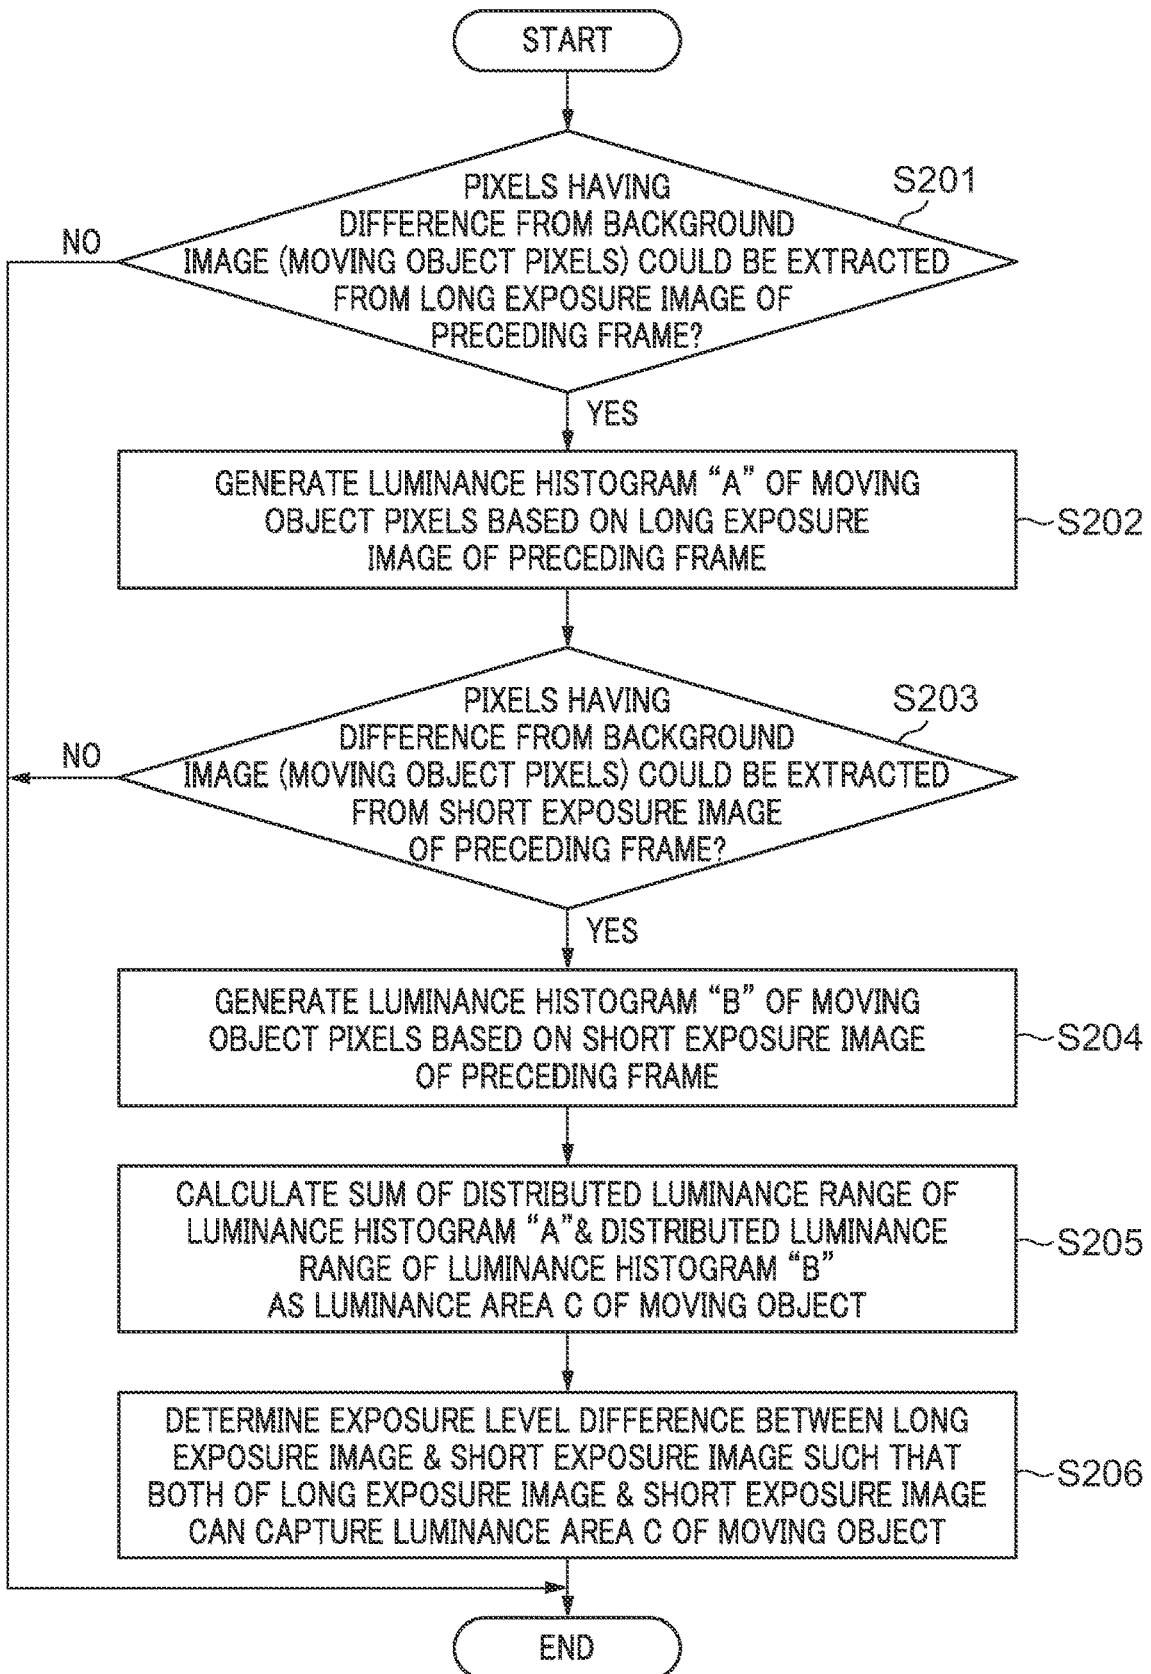 START
S201
PIXELS HAVING
DIFFERENCE FROM BACKGROUND
IMAGE (MOVING OBJECT PIXELS) COULD BE EXTRACTED
FROM LONG EXPOSURE IMAGE OF
PRECEDING FRAME?
NO
YES
GENERATE LUMINANCE HISTOGRAM “A” OF MOVING
OBJECT PIXELS BASED ON LONG EXPOSURE
IMAGE OF PRECEDING FRAME
S202
S203
PIXELS HAVING
DIFFERENCE FROM BACKGROUND
IMAGE (MOVING OBJECT PIXELS) COULD BE EXTRACTED
FROM SHORT EXPOSURE IMAGE
OF PRECEDING FRAME?
NO
YES
GENERATE LUMINANCE HISTOGRAM “B” OF MOVING
OBJECT PIXELS BASED ON SHORT EXPOSURE IMAGE
OF PRECEDING FRAME
S204
CALCULATE SUM OF DISTRIBUTED LUMINANCE RANGE OF
LUMINANCE HISTOGRAM “A”& DISTRIBUTED LUMINANCE
RANGE OF LUMINANCE HISTOGRAM “B”
AS LUMINANCE AREA C OF MOVING OBJECT
S205
DETERMINE EXPOSURE LEVEL DIFFERENCE BETWEEN LONG
EXPOSURE IMAGE & SHORT EXPOSURE IMAGE SUCH THAT
BOTH OF LONG EXPOSURE IMAGE & SHORT EXPOSURE IMAGE
CAN CAPTURE LUMINANCE AREA C OF MOVING OBJECT
S206
END